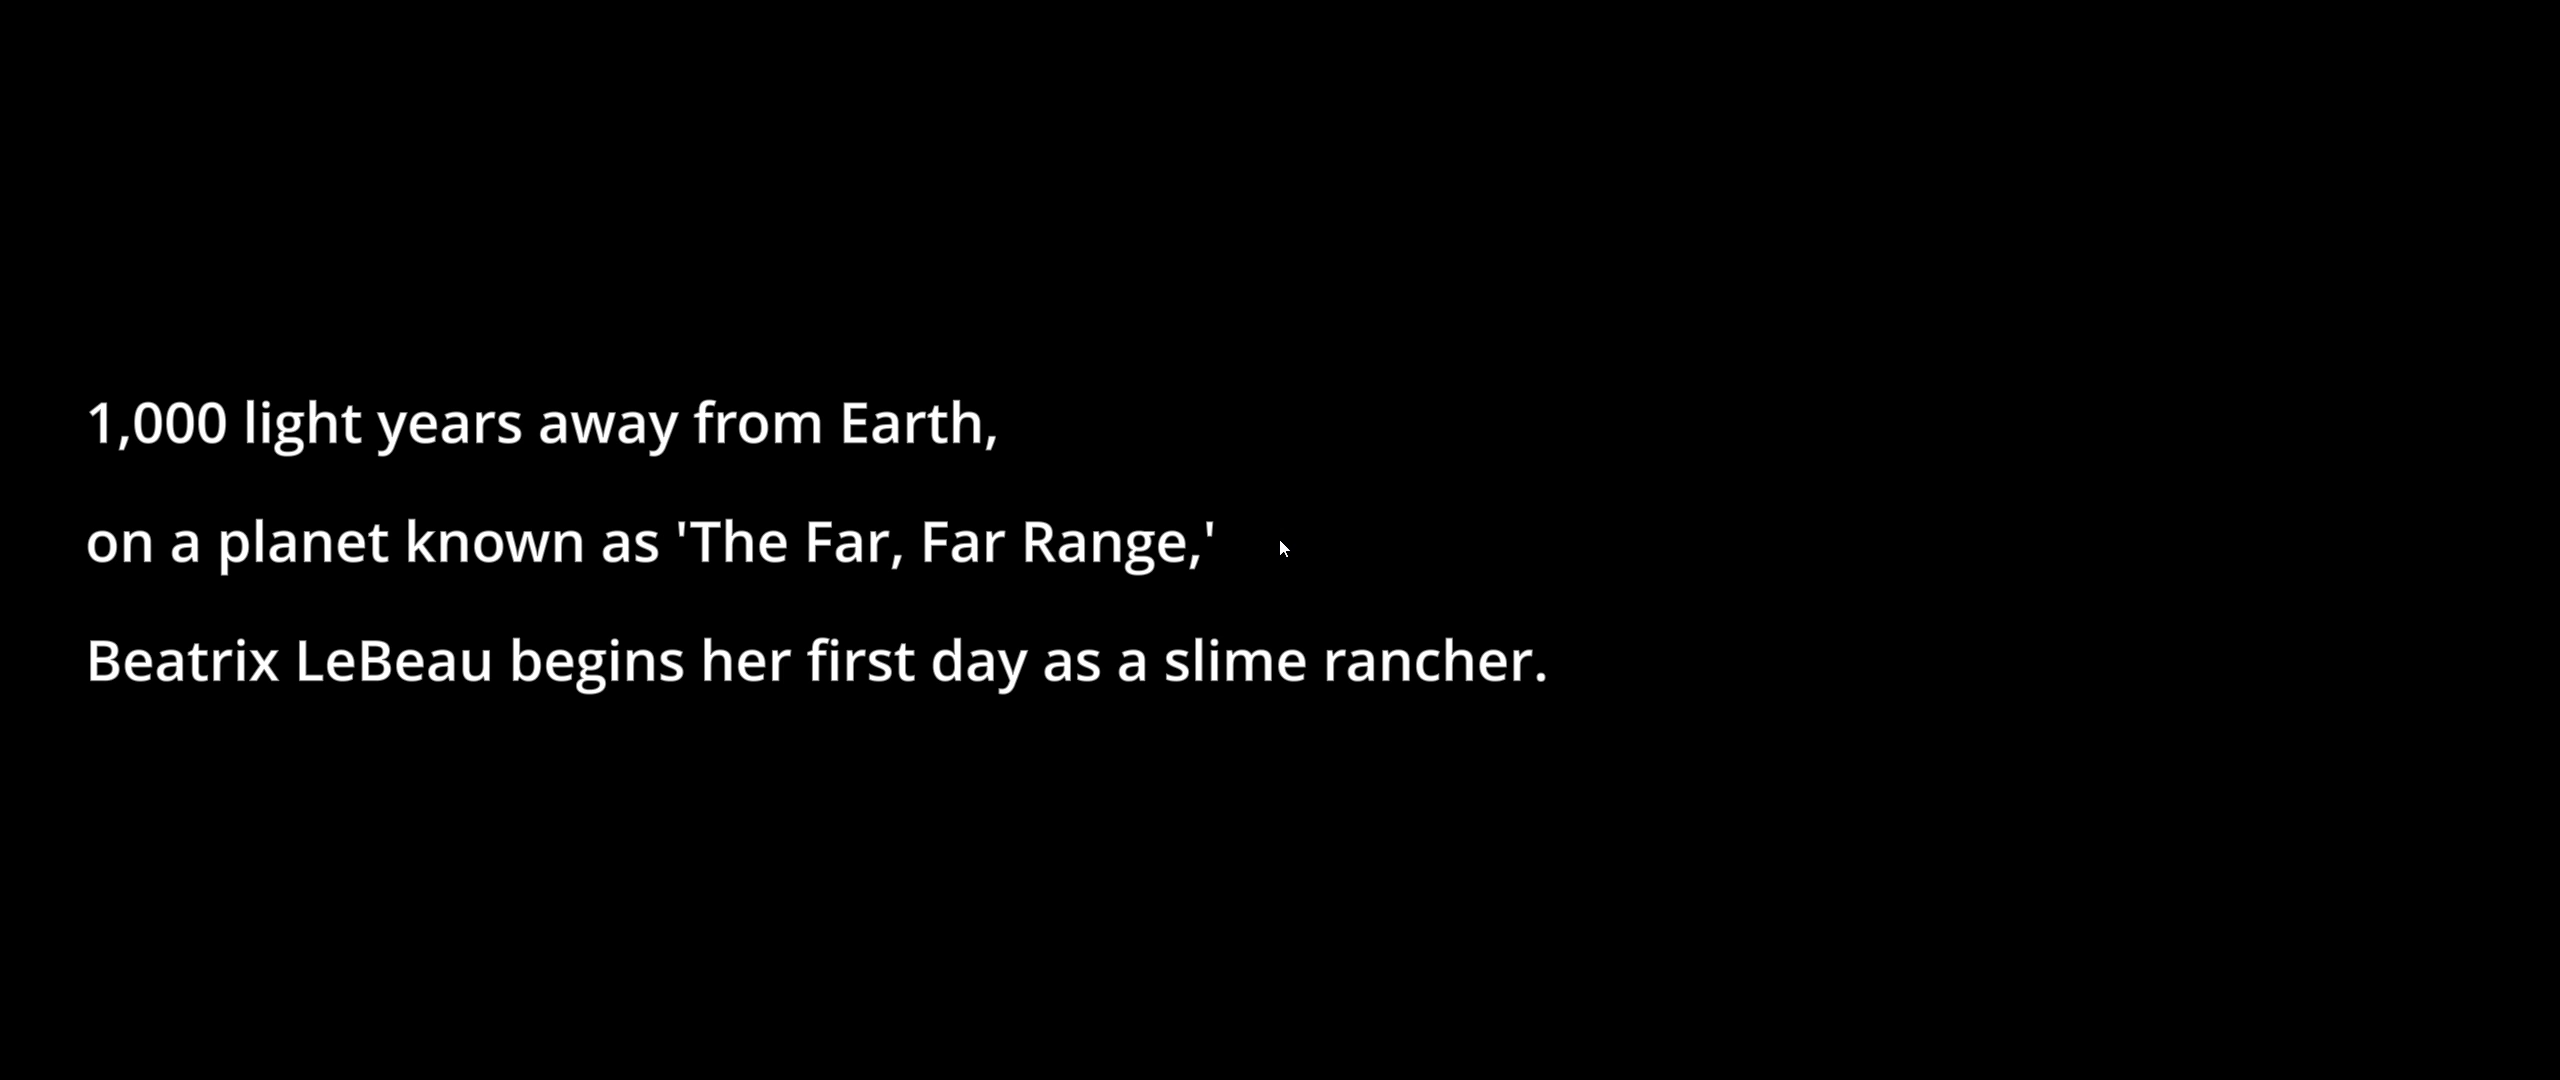 1,000 light years away from Earth,
on a planet known as 'The Far, Far Range,'
Beatrix LeBeau begins her first day as a slime rancher.